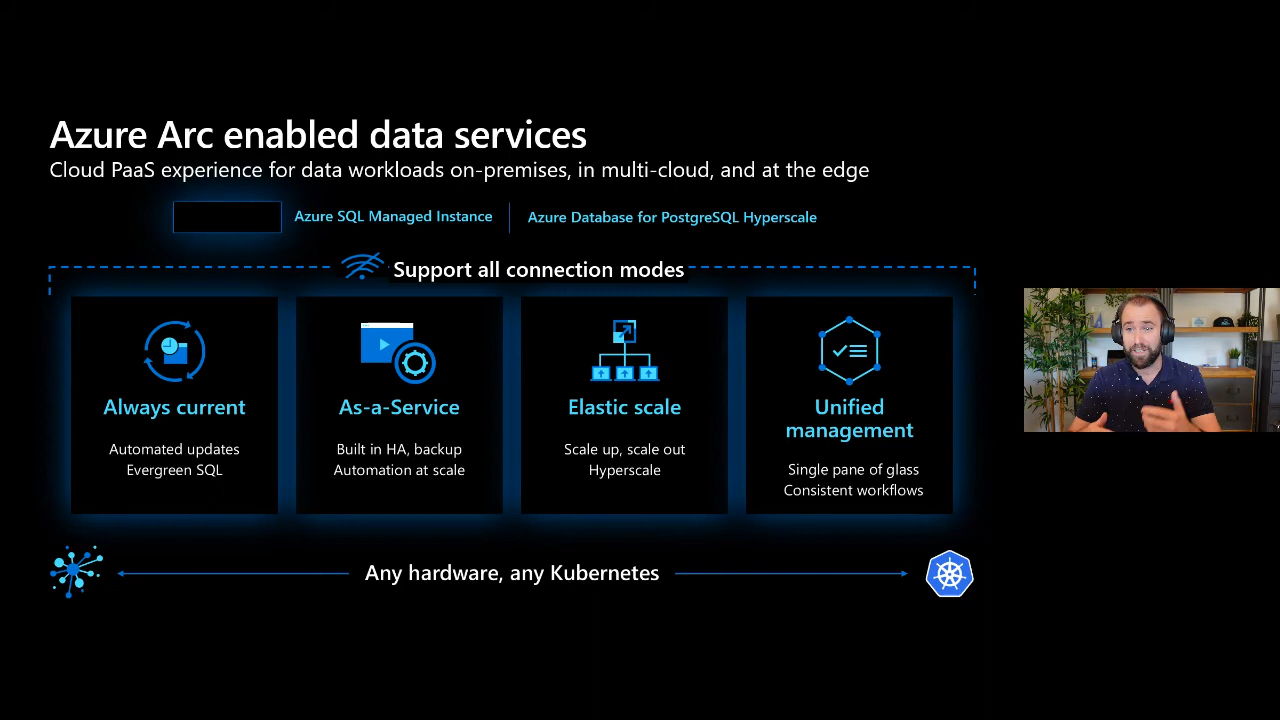 Azure Arc enabled data services
Cloud PaaS experience for data workloads on-premises, in multi-cloud, and at the edge
Azure SQL Managed Instance
Azure Database for PostgreSQL Hyperscale
Support all connection modes
Always current
Automated updates
Evergreen SQL
As-a-Service
Built in HA, backup
Automation at scale
Elastic scale
Scale up, scale out
Hyperscale
Unified
management
Single pane of glass
Consistent workflows
Any hardware, any Kubernetes